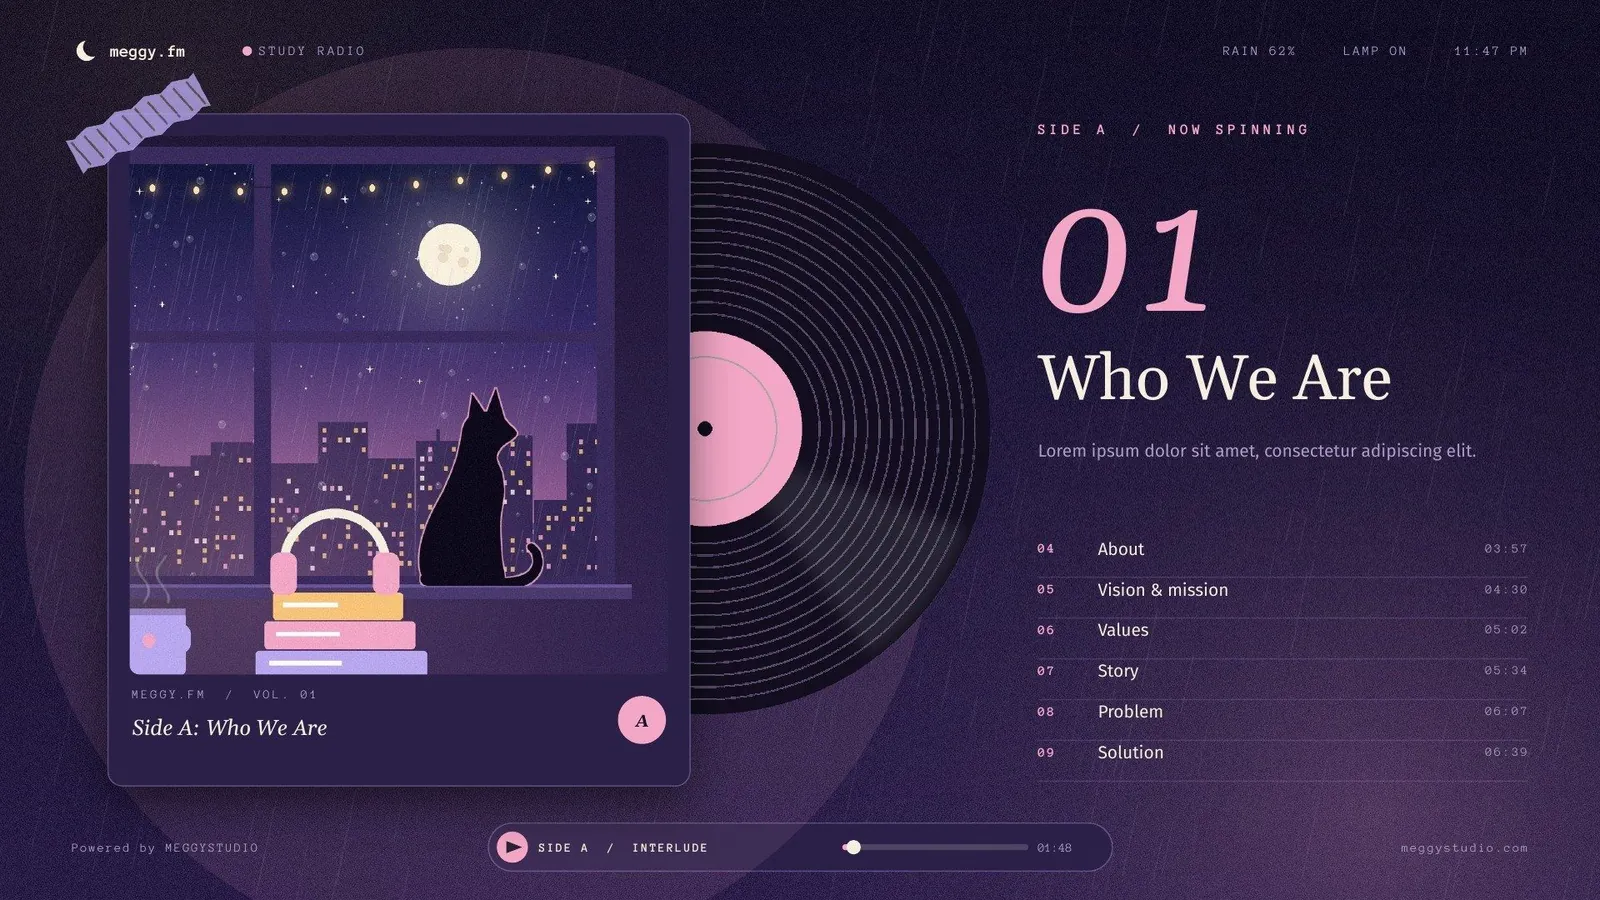 meggy.fm
STUDY RADIO
RAIN 62%
LAMP ON
11:47 PM
SIDE A / NOW SPINNING
01
Who We Are
Lorem ipsum dolor sit amet, consectetur adipiscing elit.
04 About 03:57
05 Vision & mission 04:30
06 Values 05:02
07 Story 05:34
08 Problem 06:07
09 Solution 06:39
MEGGY.FM / VOL. 01
Side A: Who We Are
A
Powered by MEGGYSTUDIO
SIDE A / INTERLUDE
01:48
meggystudio.com